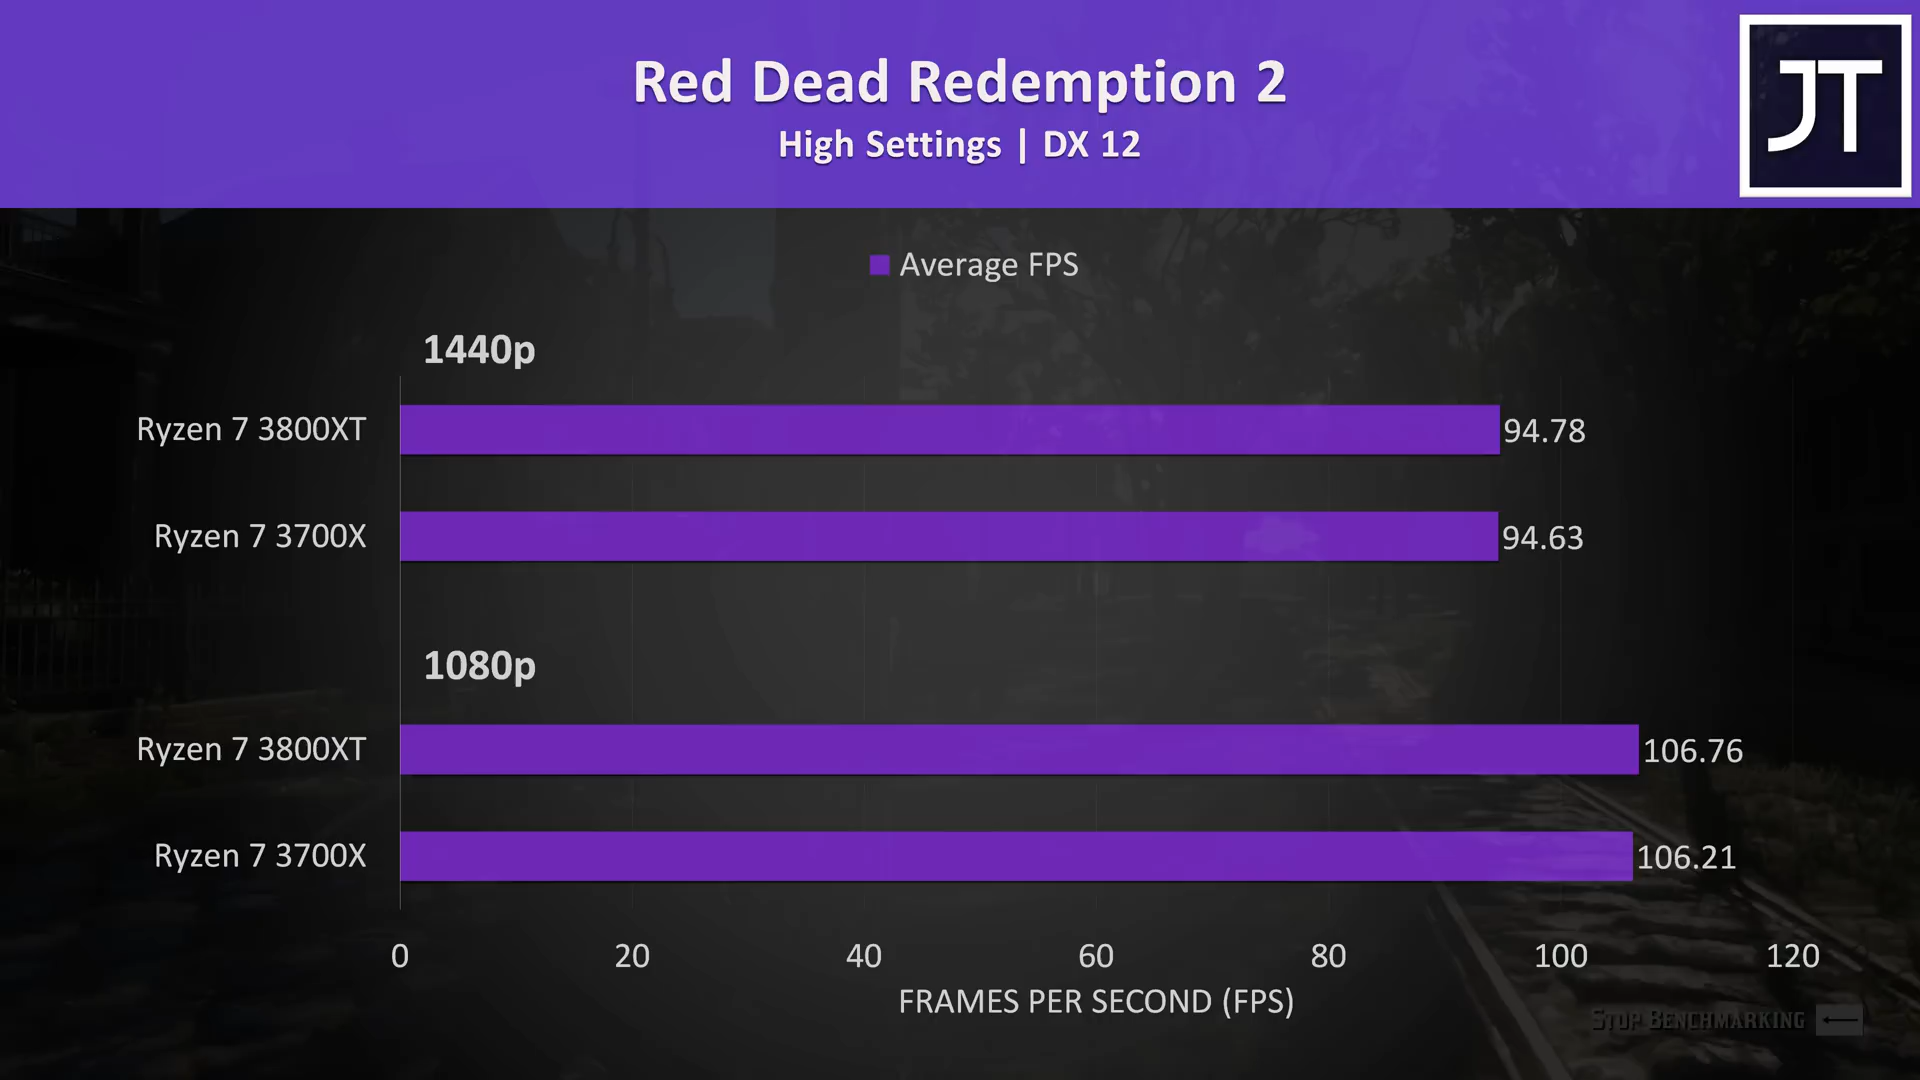 Red Dead Redemption 2
High Settings | DX 12
JT
Average FPS
1440p
Ryzen 7 3800XT 94.78
Ryzen 7 3700X 94.63
1080p
Ryzen 7 3800XT 106.76
Ryzen 7 3700X 106.21
0 20 40 60 80 100 120
FRAMES PER SECOND (FPS)
Stop Benchmarking